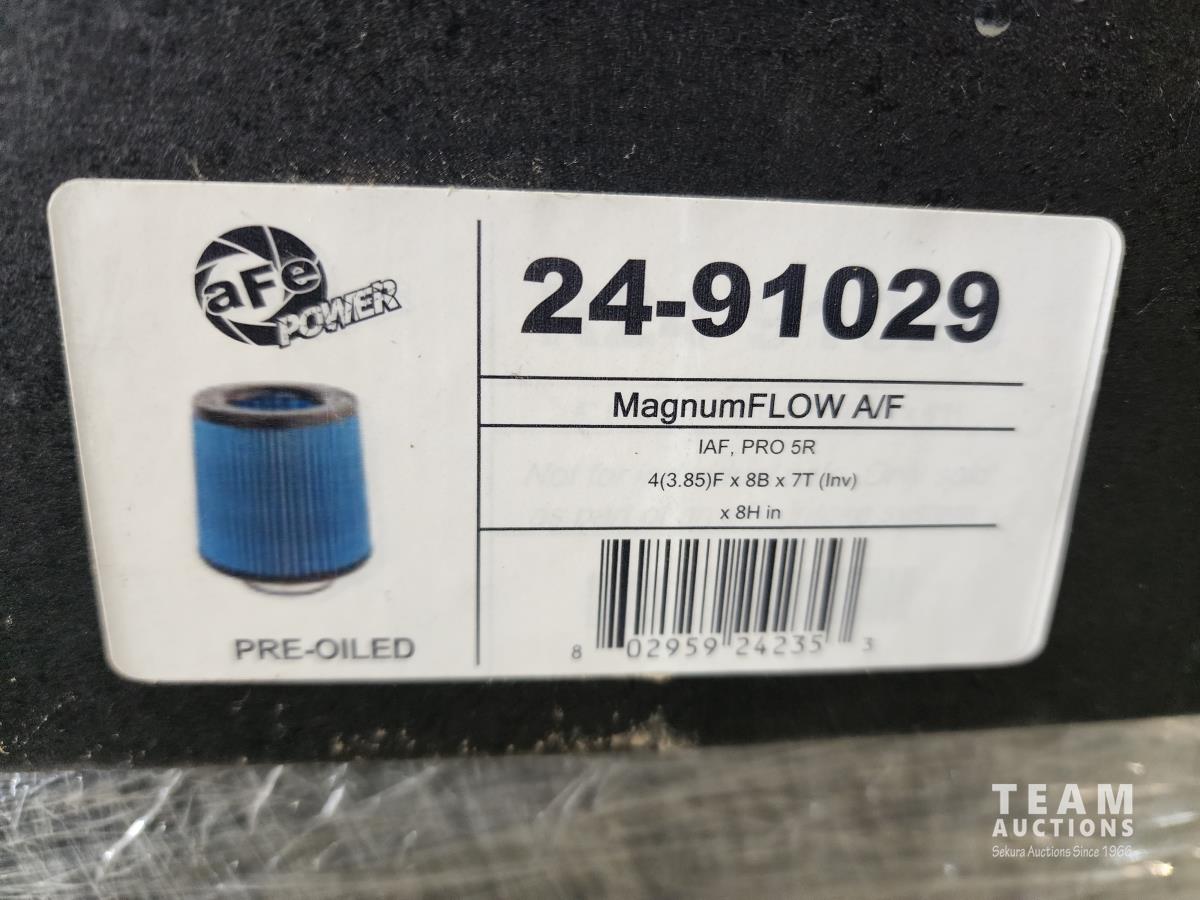 aFe
POWER
24-91029
MagnumFLOW A/F
IAF, PRO 5R
4(3.85)F x 8B x 7T (Inv)
x 8H in
PRE-OILED
8 02959 24235 3
TEAM
AUCTIONS
Sekura Auctions Since 1966